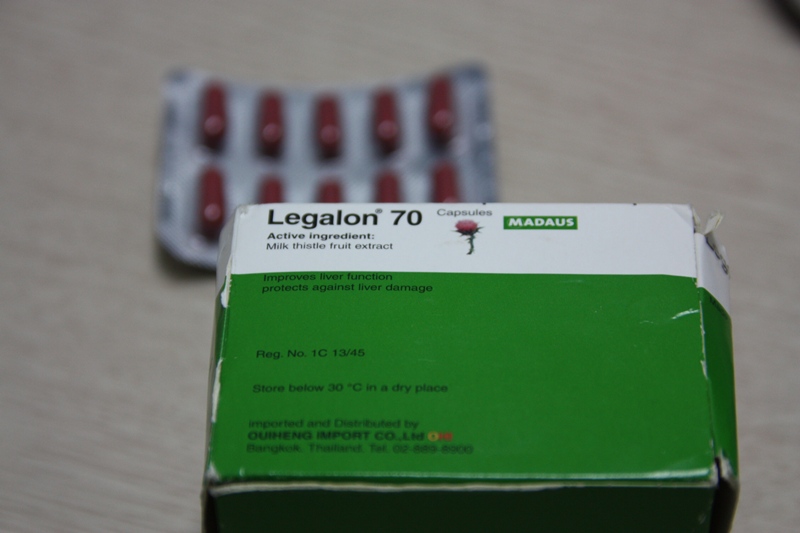 Legalon® 70 Capsules MADAUS
Active ingredient:
Milk thistle fruit extract
Improves liver function
protects against liver damage
Reg. No. 1C 13/45
Store below 30 °C in a dry place
imported and Distributed by
OUIHENG IMPORT CO.,Ltd
Bangkok, Thailand. Tel. 02-889-8900